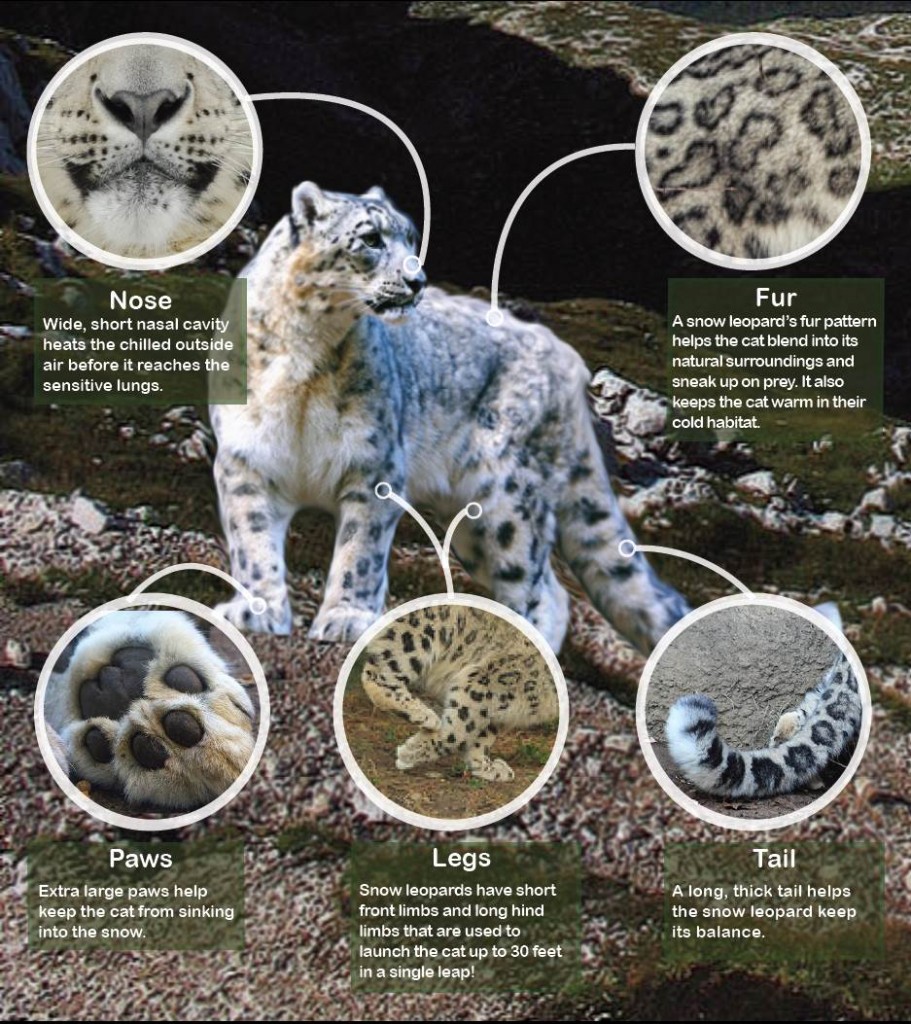 Nose
Wide, short nasal cavity
heats the chilled outside
air before it reaches the
sensitive lungs.
Fur
A snow leopard's fur pattern
helps the cat blend into its
natural surroundings and
sneak up on prey. It also
keeps the cat warm in their
cold habitat.
Paws
Extra large paws help
keep the cat from sinking
into the snow.
Legs
Snow leopards have short
front limbs and long hind
limbs that are used to
launch the cat up to 30 feet
in a single leap!
Tail
A long, thick tail helps
the snow leopard keep
its balance.